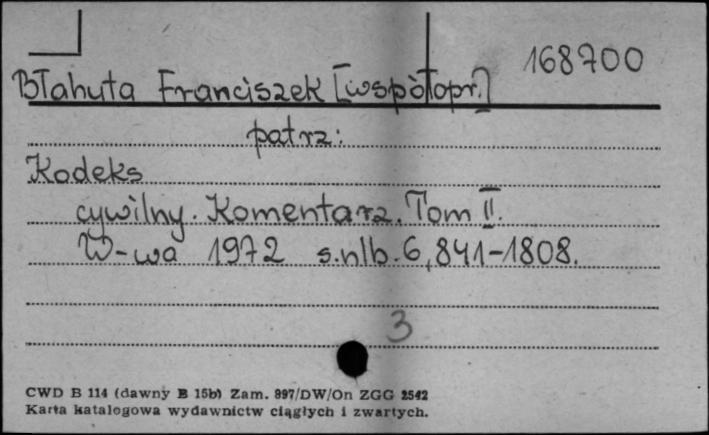 168700
Błahuta Franciszek [współopr.]
patrz:
Kodeks
cywilny. Komentarz. Tom II.
W-wa 1972 s.nlb.6, 841-1808.
3
CWD B 114 (dawny B 15b) Zam. 897/DW/On ZGG 2542
Karta katalogowa wydawnictw ciągłych i zwartych.